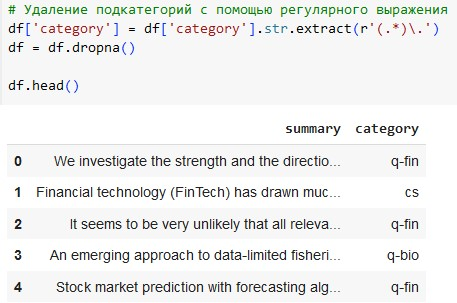 # Удаление подкатегорий с помощью регулярного выражения
df['category'] = df['category'].str.extract(r'(.*)\.')
df = df.dropna()
df.head()
summary category
0 We investigate the strength and the directio... q-fin
1 Financial technology (FinTech) has drawn muc... cs
2 It seems to be very unlikely that all releva... q-fin
3 An emerging approach to data-limited fisheri... q-bio
4 Stock market prediction with forecasting alg... q-fin